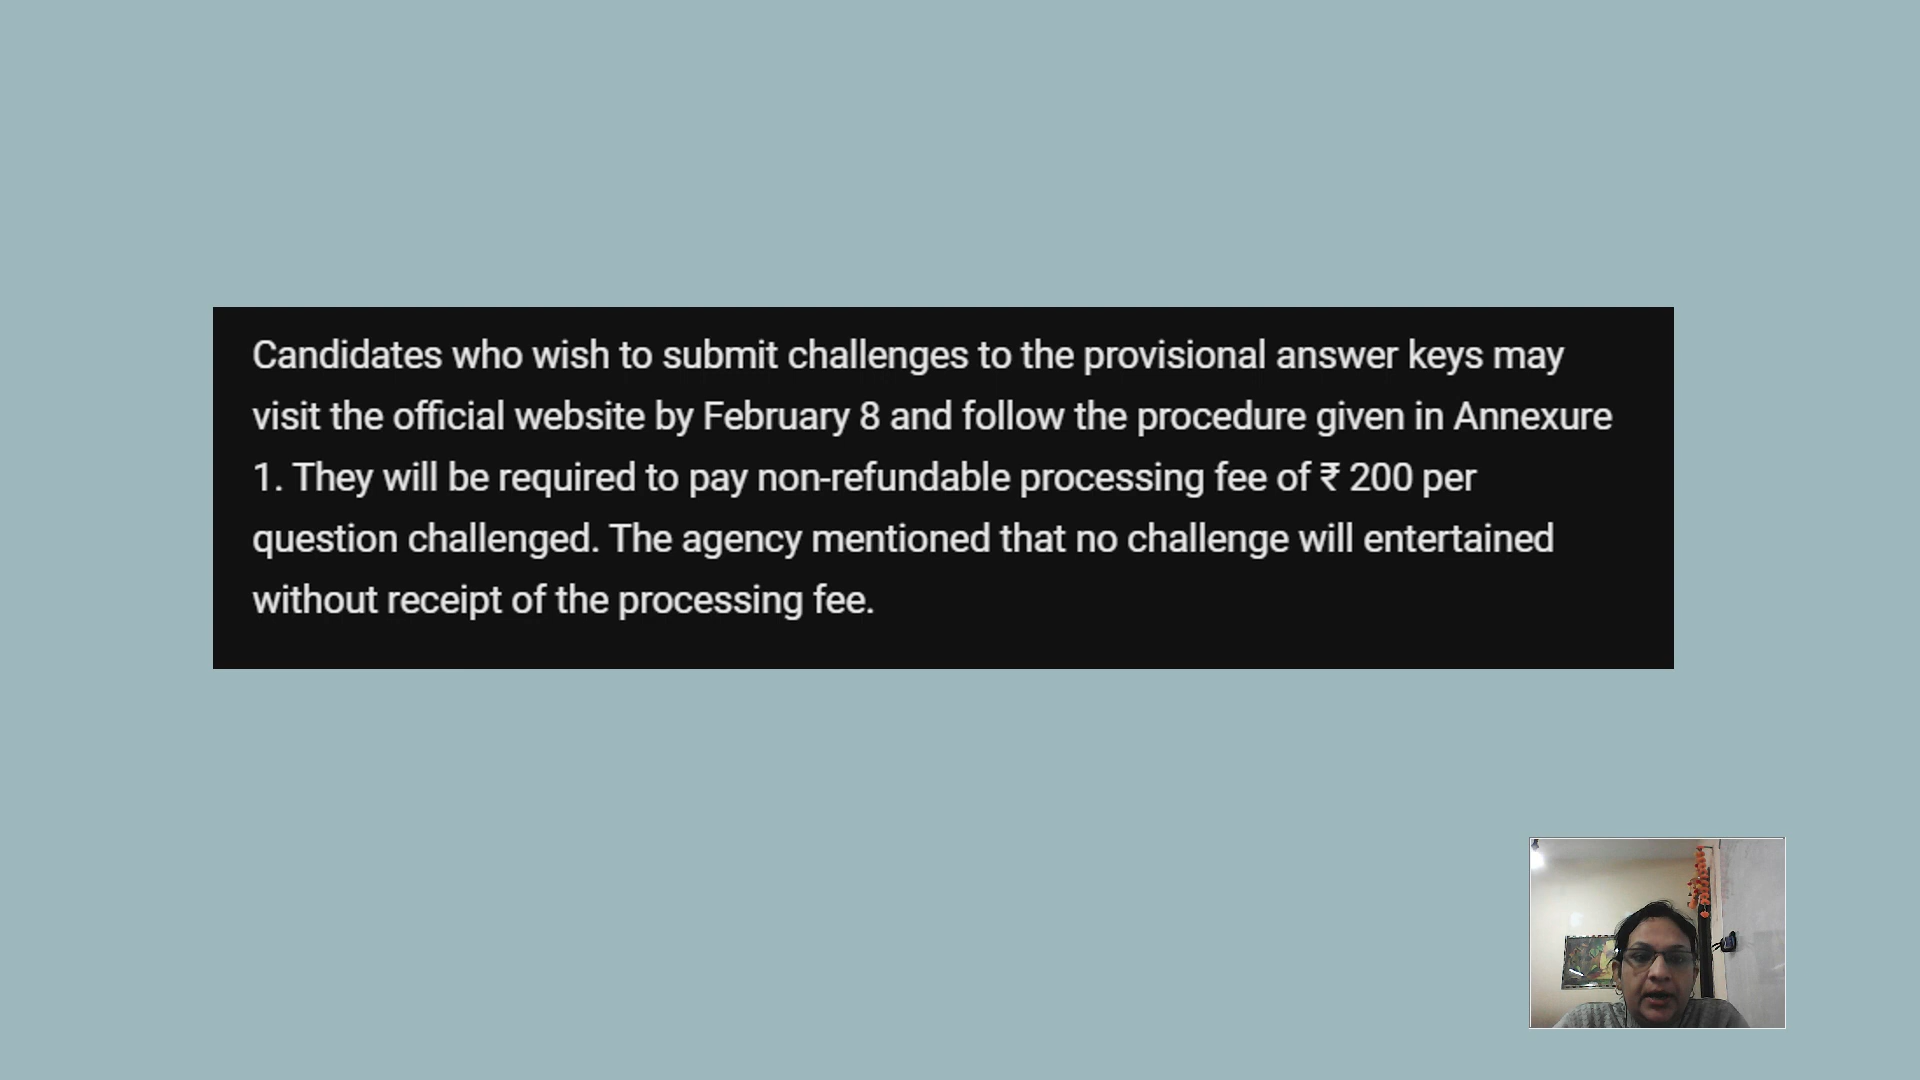 Candidates who wish to submit challenges to the provisional answer keys may
visit the official website by February 8 and follow the procedure given in Annexure
1. They will be required to pay non-refundable processing fee of ₹ 200 per
question challenged. The agency mentioned that no challenge will entertained
without receipt of the processing fee.